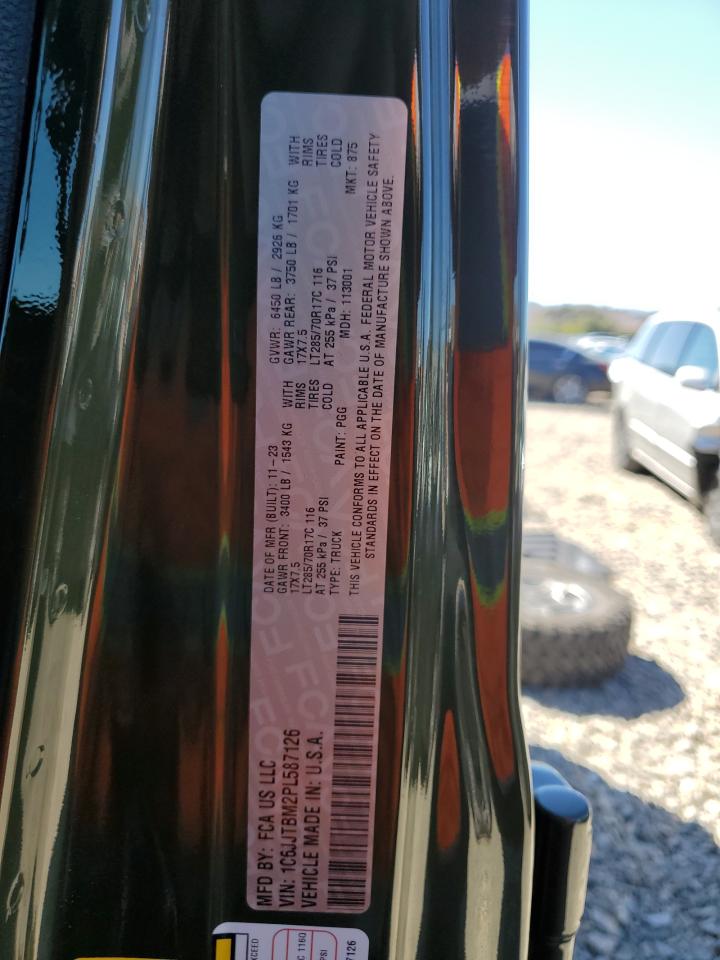 MFD BY: FCA US LLC
DATE OF MFR (BUILT): 11-23
GVWR: 6450 LB / 2926 KG
GAWR FRONT: 3400 LB / 1543 KG WITH
GAWR REAR: 3750 LB / 1701 KG WITH
17X7.5 RIMS
17X7.5 RIMS
LT285/70R17C 116 TIRES
LT285/70R17C 116 TIRES
AT 255 kPa / 37 PSI COLD
AT 255 kPa / 37 PSI COLD
VIN: 1C6JJTBM2PL587126
TYPE: TRUCK PAINT: PGG MDH: 113001 MKT: 875
VEHICLE MADE IN: U.S.A.
THIS VEHICLE CONFORMS TO ALL APPLICABLE U.S.A. FEDERAL MOTOR VEHICLE SAFETY
STANDARDS IN EFFECT ON THE DATE OF MANUFACTURE SHOWN ABOVE.
XCEED
C 116Q
PSI
7126